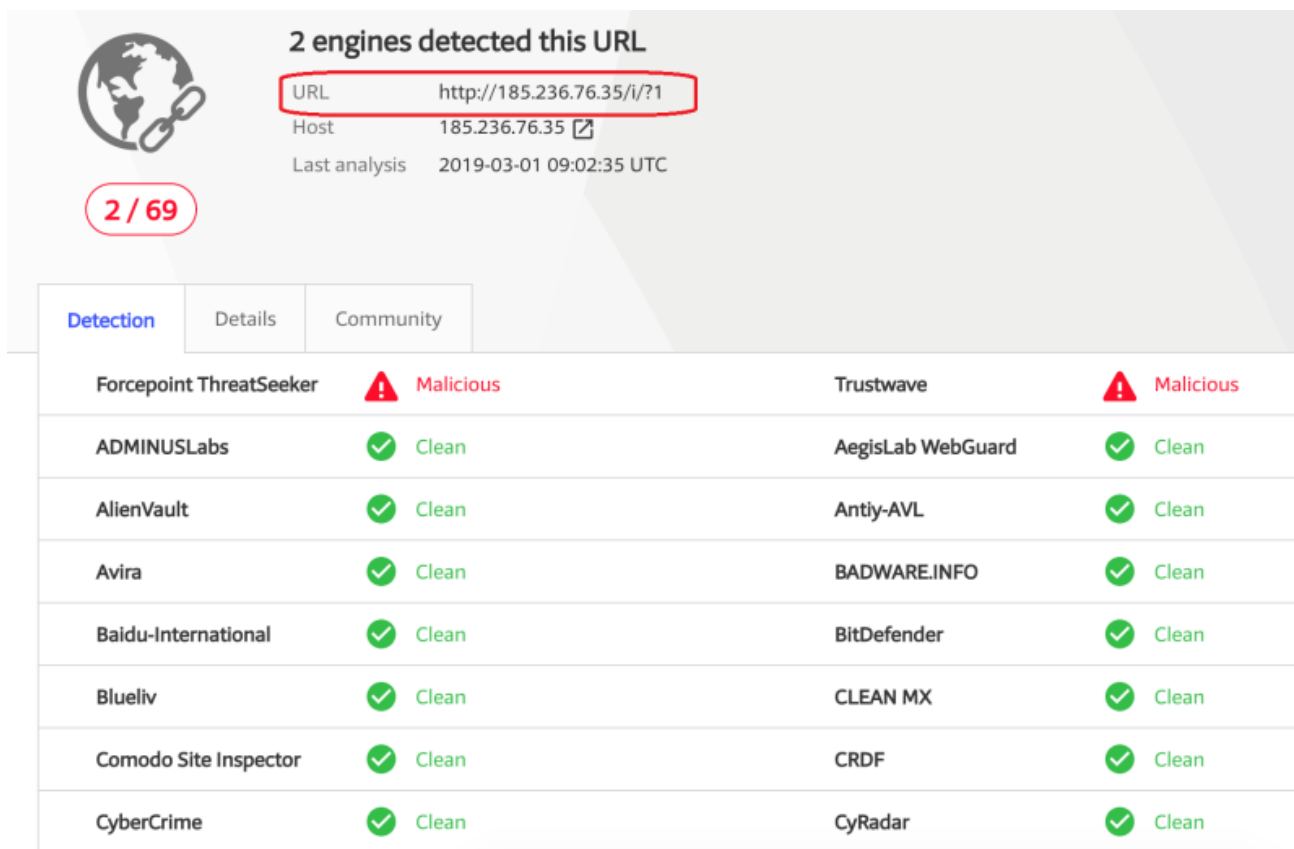 2 engines detected this URL
URL http://185.236.76.35/i/?1
Host 185.236.76.35
Last analysis 2019-03-01 09:02:35 UTC
2 / 69
Detection Details Community
Forcepoint ThreatSeeker Malicious Trustwave Malicious
ADMINUSLabs Clean AegisLab WebGuard Clean
AlienVault Clean Antiy-AVL Clean
Avira Clean BADWARE.INFO Clean
Baidu-International Clean BitDefender Clean
Blueliv Clean CLEAN MX Clean
Comodo Site Inspector Clean CRDF Clean
CyberCrime Clean CyRadar Clean